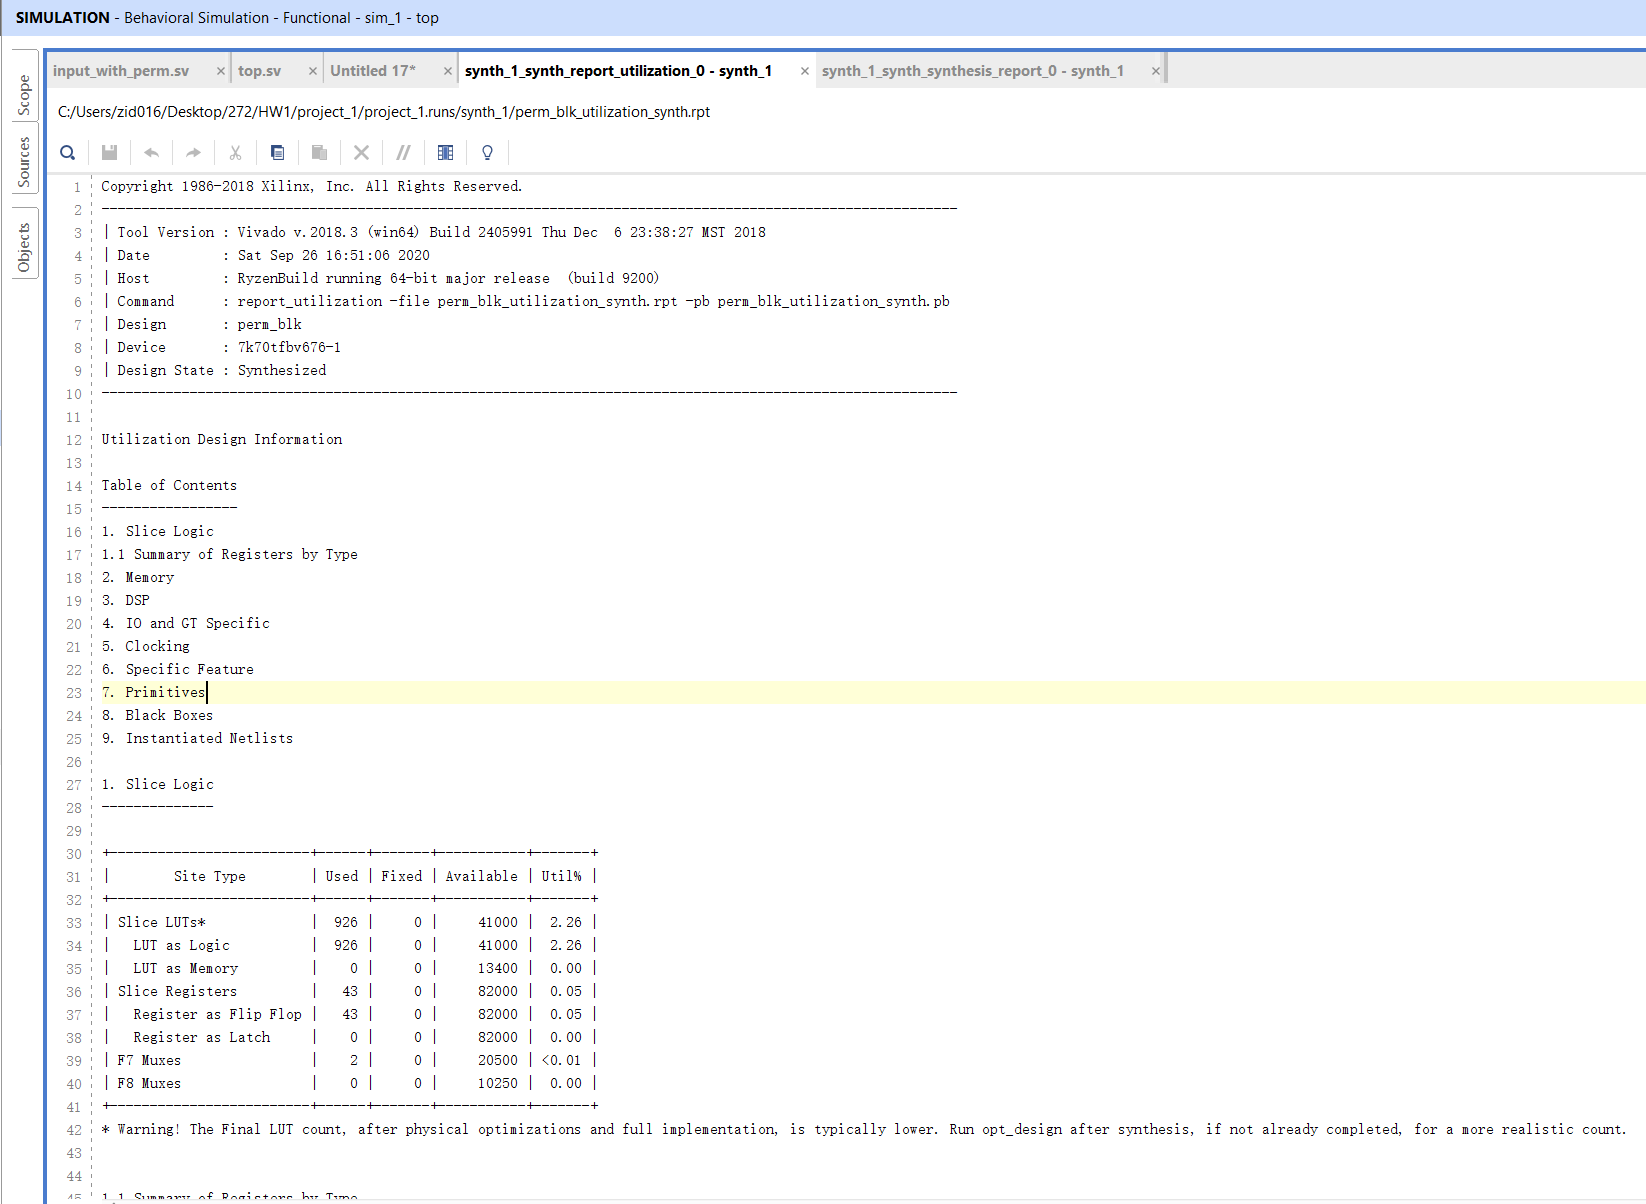 SIMULATION - Behavioral Simulation - Functional - sim_1 - top
Scope
Sources
Objects
input_with_perm.sv × top.sv × Untitled 17* × synth_1_synth_report_utilization_0 - synth_1 × synth_1_synth_synthesis_report_0 - synth_1 ×
C:/Users/zid016/Desktop/272/HW1/project_1/project_1.runs/synth_1/perm_blk_utilization_synth.rpt
1 Copyright 1986-2018 Xilinx, Inc. All Rights Reserved.
2 -----------------------------------------------------------------------------------------------------------
3 | Tool Version : Vivado v.2018.3 (win64) Build 2405991 Thu Dec  6 23:38:27 MST 2018
4 | Date         : Sat Sep 26 16:51:06 2020
5 | Host         : RyzenBuild running 64-bit major release  (build 9200)
6 | Command      : report_utilization -file perm_blk_utilization_synth.rpt -pb perm_blk_utilization_synth.pb
7 | Design       : perm_blk
8 | Device       : 7k70tfbv676-1
9 | Design State : Synthesized
10 -----------------------------------------------------------------------------------------------------------
11
12 Utilization Design Information
13
14 Table of Contents
15 -----------------
16 1. Slice Logic
17 1.1 Summary of Registers by Type
18 2. Memory
19 3. DSP
20 4. IO and GT Specific
21 5. Clocking
22 6. Specific Feature
23 7. Primitives
24 8. Black Boxes
25 9. Instantiated Netlists
26
27 1. Slice Logic
28 --------------
29
30 +-------------------------+------+-------+-----------+-------+
31 |        Site Type        | Used | Fixed | Available | Util% |
32 +-------------------------+------+-------+-----------+-------+
33 | Slice LUTs*             |  926 |     0 |     41000 |  2.26 |
34 |   LUT as Logic          |  926 |     0 |     41000 |  2.26 |
35 |   LUT as Memory         |    0 |     0 |     13400 |  0.00 |
36 | Slice Registers         |   43 |     0 |     82000 |  0.05 |
37 |   Register as Flip Flop |   43 |     0 |     82000 |  0.05 |
38 |   Register as Latch     |    0 |     0 |     82000 |  0.00 |
39 | F7 Muxes                |    2 |     0 |     20500 | <0.01 |
40 | F8 Muxes                |    0 |     0 |     10250 |  0.00 |
41 +-------------------------+------+-------+-----------+-------+
42 * Warning! The Final LUT count, after physical optimizations and full implementation, is typically lower. Run opt_design after synthesis, if not already completed, for a more realistic count.
43
44
45 1.1 Summary of Registers by Type